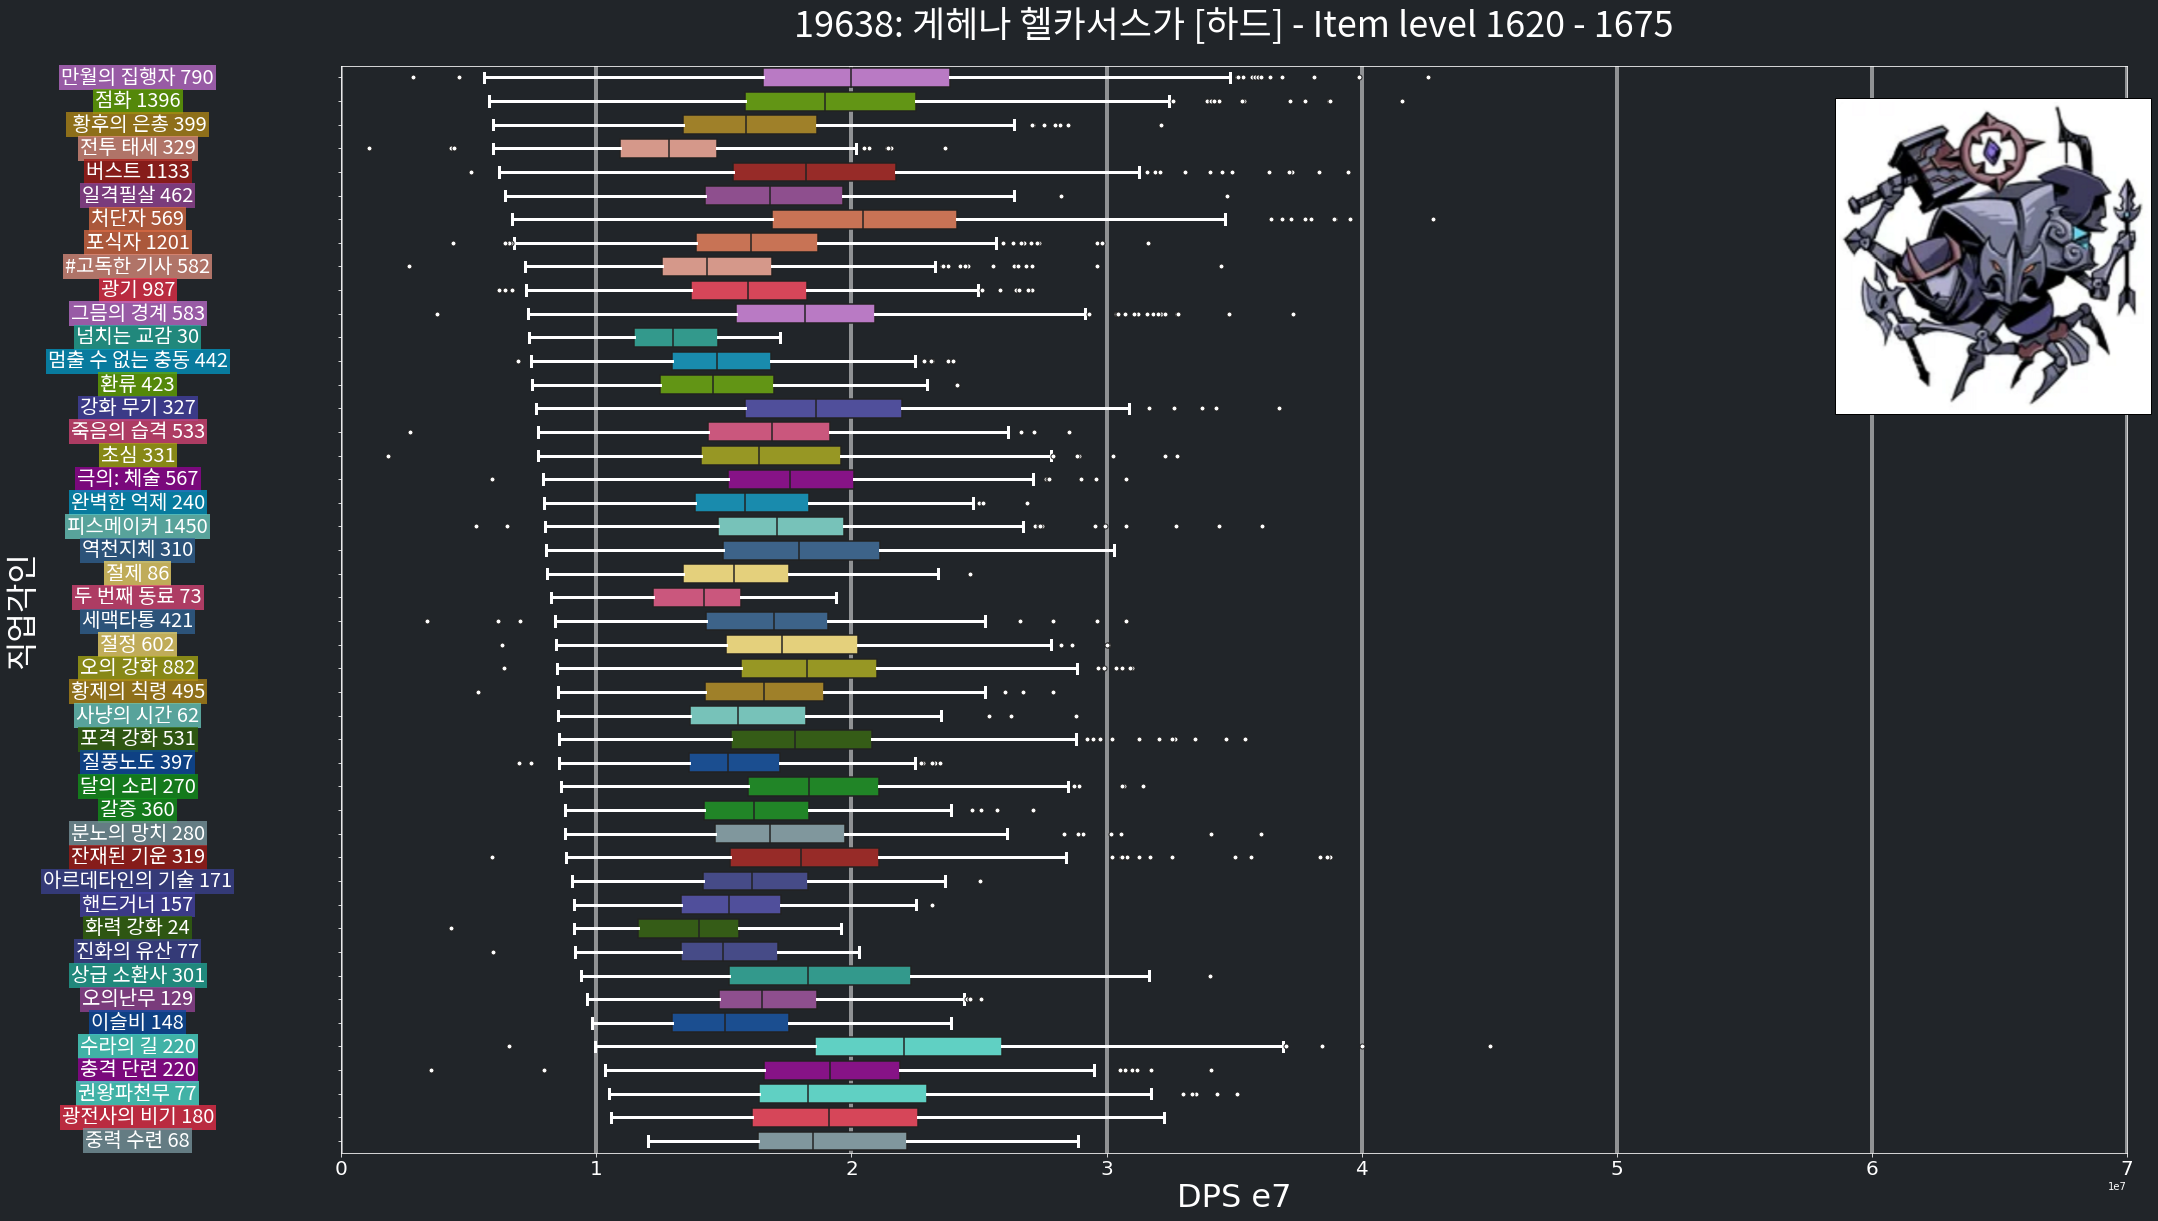 19638: 게헤나 헬카서스가 [하드] - Item level 1620 - 1675
만월의 집행자 790
점화 1396
황후의 은총 399
전투 태세 329
버스트 1133
일격필살 462
처단자 569
포식자 1201
#고독한 기사 582
광기 987
그믐의 경계 583
넘치는 교감 30
멈출 수 없는 충동 442
환류 423
강화 무기 327
죽음의 습격 533
초심 331
극의: 체술 567
완벽한 억제 240
피스메이커 1450
역천지체 310
절제 86
두 번째 동료 73
세맥타통 421
절정 602
오의 강화 882
황제의 칙령 495
사냥의 시간 62
포격 강화 531
질풍노도 397
달의 소리 270
갈증 360
분노의 망치 280
잔재된 기운 319
아르데타인의 기술 171
핸드거너 157
화력 강화 24
진화의 유산 77
상급 소환사 301
오의난무 129
이슬비 148
수라의 길 220
충격 단련 220
권왕파천무 77
광전사의 비기 180
중력 수련 68
직업각인
0 1 2 3 4 5 6 7
1e7
DPS e7